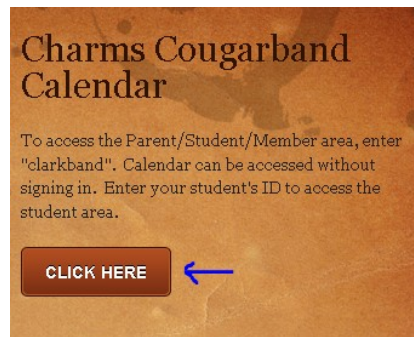 Charms Cougarband
Calendar
To access the Parent/Student/Member area, enter
"clarkband". Calendar can be accessed without
signing in. Enter your student's ID to access the
student area.
CLICK HERE